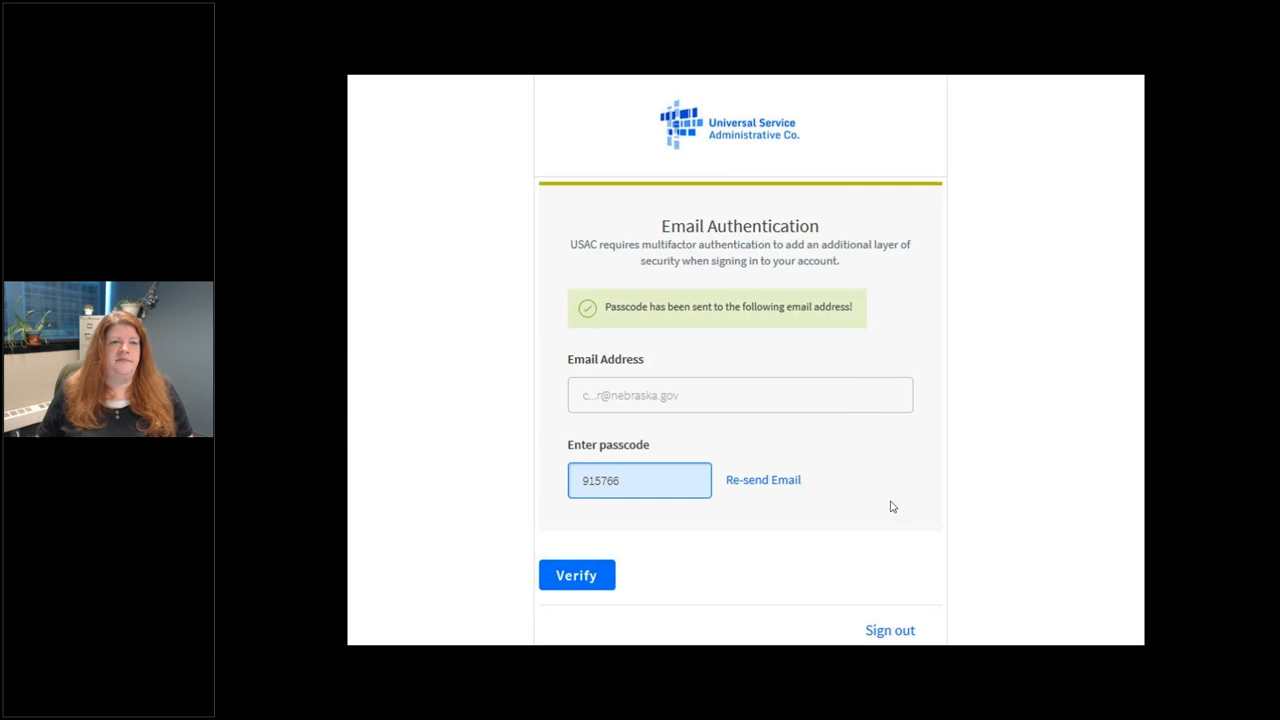 Universal Service
Administrative Co.
Email Authentication
USAC requires multifactor authentication to add an additional layer of
security when signing in to your account.
Passcode has been sent to the following email address!
Email Address
c...r@nebraska.gov
Enter passcode
915766
Re-send Email
Verify
Sign out